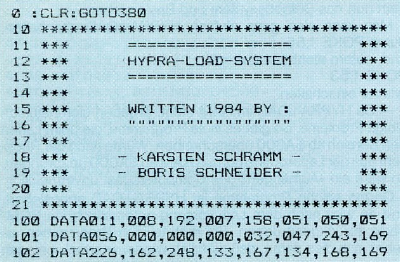 0 :CLR:GOTO380
10 **********************************
11 *** ================= ***
12 *** HYPRA-LOAD-SYSTEM ***
13 *** ================= ***
14 *** ***
15 *** WRITTEN 1984 BY : ***
16 *** """"""""""""""""" ***
17 *** ***
18 *** - KARSTEN SCHRAMM - ***
19 *** - BORIS SCHNEIDER - ***
20 *** ***
21 **********************************
100 DATA011,008,192,007,158,051,050,051
101 DATA056,000,000,000,032,047,243,169
102 DATA226,162,248,133,167,134,168,169